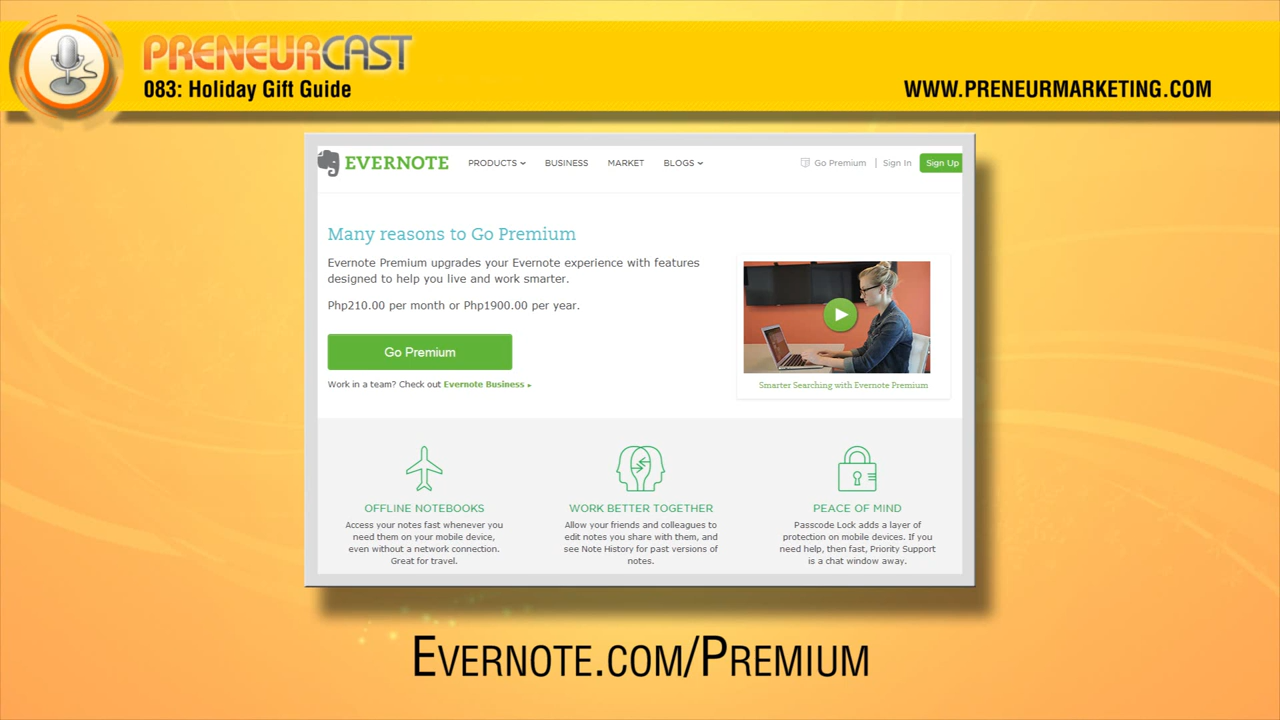 PRENEURCAST
083: Holiday Gift Guide
WWW.PRENEURMARKETING.COM
EVERNOTE PRODUCTS BUSINESS MARKET BLOGS Go Premium | Sign In Sign Up
Many reasons to Go Premium
Evernote Premium upgrades your Evernote experience with features
designed to help you live and work smarter.
Php210.00 per month or Php1900.00 per year.
Go Premium
Work in a team? Check out Evernote Business ▸
Smarter Searching with Evernote Premium
OFFLINE NOTEBOOKS
Access your notes fast whenever you
need them on your mobile device,
even without a network connection.
Great for travel.
WORK BETTER TOGETHER
Allow your friends and colleagues to
edit notes you share with them, and
see Note History for past versions of
notes.
PEACE OF MIND
Passcode Lock adds a layer of
protection on mobile devices. If you
need help, then fast, Priority Support
is a chat window away.
EVERNOTE.COM/PREMIUM